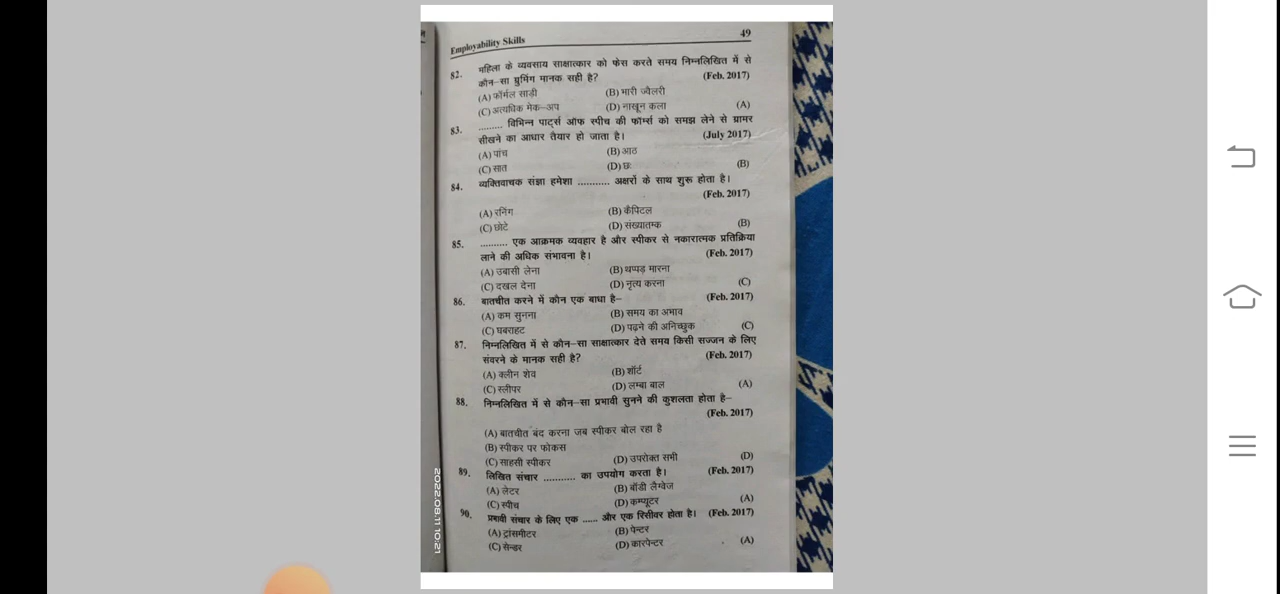 Employability Skills 49
82. महिला के व्यवसाय साक्षात्कार को फेस करते समय निम्नलिखित में से
कौन-सा ग्रुमिंग मानक सही है? (Feb. 2017)
(A) फॉर्मल साड़ी (B) भारी ज्वैलरी
(C) अत्यधिक मेक-अप (D) नाखून कला (A)
83. ......... विभिन्न पार्ट्स ऑफ स्पीच की फॉर्म्स को समझ लेने से ग्रामर
सीखने का आधार तैयार हो जाता है। (July 2017)
(A) पांच (B) आठ
(C) सात (D) छः (B)
84. व्यक्तिवाचक संज्ञा हमेशा ........... अक्षरों के साथ शुरू होता है।
(Feb. 2017)
(A) रनिंग (B) कैपिटल
(C) छोटे (D) संख्यातम्क (B)
85. .......... एक आक्रमक व्यवहार है और स्पीकर से नकारात्मक प्रतिक्रिया
लाने की अधिक संभावना है। (Feb. 2017)
(A) उबासी लेना (B) थप्पड़ मारना
(C) दखल देना (D) नृत्य करना (C)
86. बातचीत करने में कौन एक बाधा है– (Feb. 2017)
(A) कम सुनना (B) समय का अभाव
(C) घबराहट (D) पढ़ने की अनिच्छुक (C)
87. निम्नलिखित में से कौन-सा साक्षात्कार देते समय किसी सज्जन के लिए
संवरने के मानक सही है? (Feb. 2017)
(A) क्लीन शेव (B) शॉर्ट
(C) स्लीपर (D) लम्बा बाल (A)
88. निम्नलिखित में से कौन-सा प्रभावी सुनने की कुशलता होता है–
(Feb. 2017)
(A) बातचीत बंद करना जब स्पीकर बोल रहा है
(B) स्पीकर पर फोकस
(C) साहसी स्पीकर (D) उपरोक्त सभी (D)
89. लिखित संचार ........... का उपयोग करता है। (Feb. 2017)
(A) लेटर (B) बॉडी लैंग्वेज
(C) स्पीच (D) कम्प्यूटर (A)
90. प्रभावी संचार के लिए एक ...... और एक रिसीवर होता है। (Feb. 2017)
(A) ट्रांसमीटर (B) पेन्टर
(C) सेन्डर (D) कारपेन्टर (A)
2022.08.11 10:21